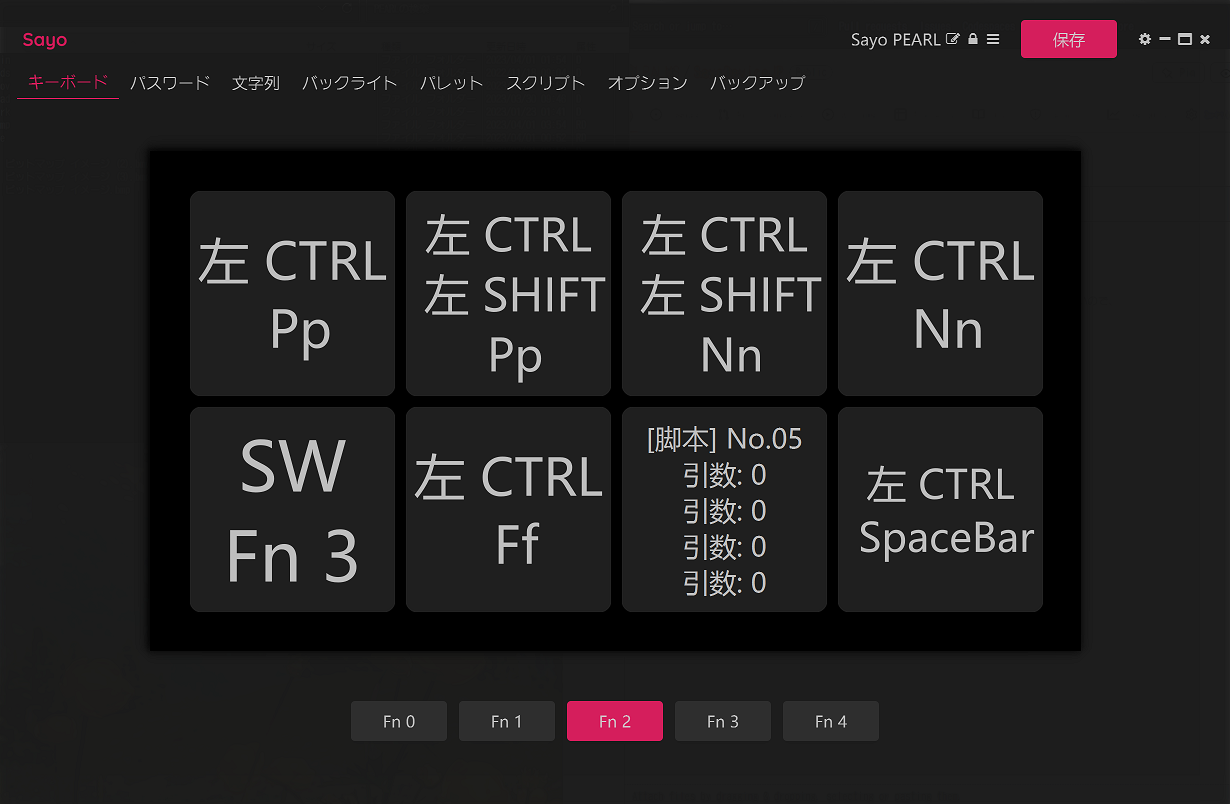 Sayo
Sayo PEARL
保存
キーボード パスワード 文字列 バックライト パレット スクリプト オプション バックアップ
左 CTRL
Pp
左 CTRL
左 SHIFT
Pp
左 CTRL
左 SHIFT
Nn
左 CTRL
Nn
SW
Fn 3
左 CTRL
Ff
[脚本] No.05
引数: 0
引数: 0
引数: 0
引数: 0
左 CTRL
SpaceBar
Fn 0 Fn 1 Fn 2 Fn 3 Fn 4